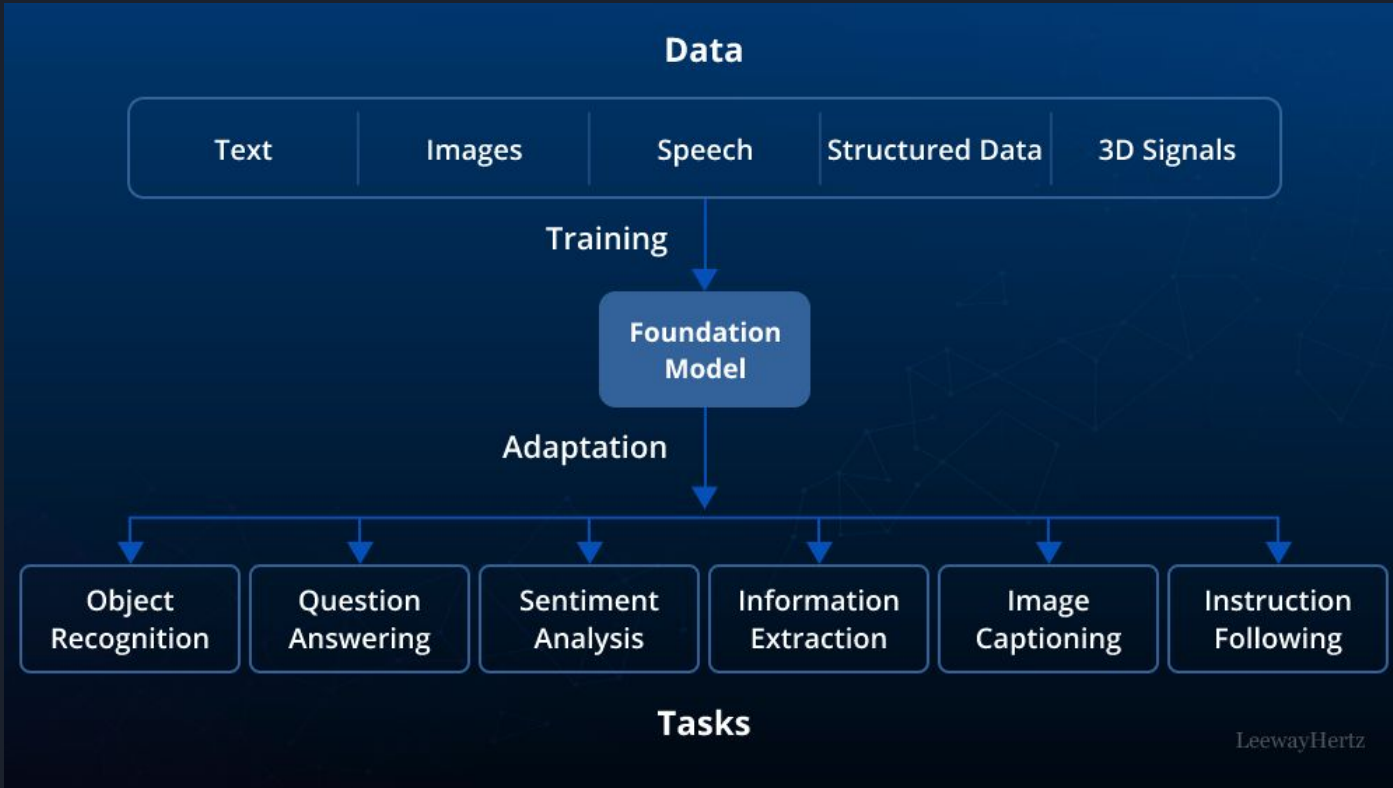 Data
Text
Images
Speech
Structured Data
3D Signals
Training
Foundation
Model
Adaptation
Object
Recognition
Question
Answering
Sentiment
Analysis
Information
Extraction
Image
Captioning
Instruction
Following
Tasks
LeewayHertz